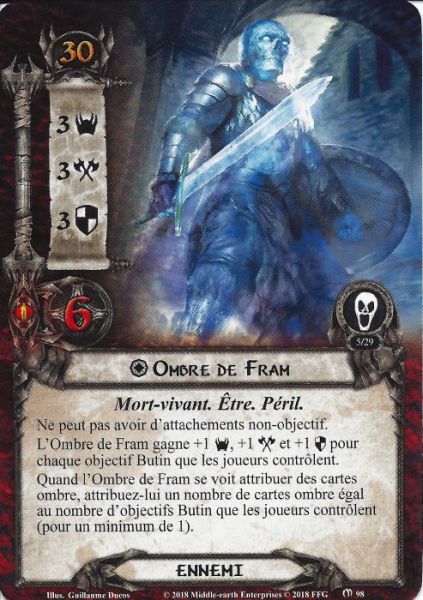 30
3
3
3
6
5/29
Ombre de Fram
Mort-vivant. Être. Péril.
Ne peut pas avoir d'attachements non-objectif.
L'Ombre de Fram gagne +1 , +1 et +1 pour
chaque objectif Butin que les joueurs contrôlent.
Quand l'Ombre de Fram se voit attribuer des cartes
ombre, attribuez-lui un nombre de cartes ombre égal
au nombre d'objectifs Butin que les joueurs contrôlent
(pour un minimum de 1).
ENNEMI
Illus. Guillaume Ducos © 2018 Middle-earth Enterprises © 2018 FFG 98